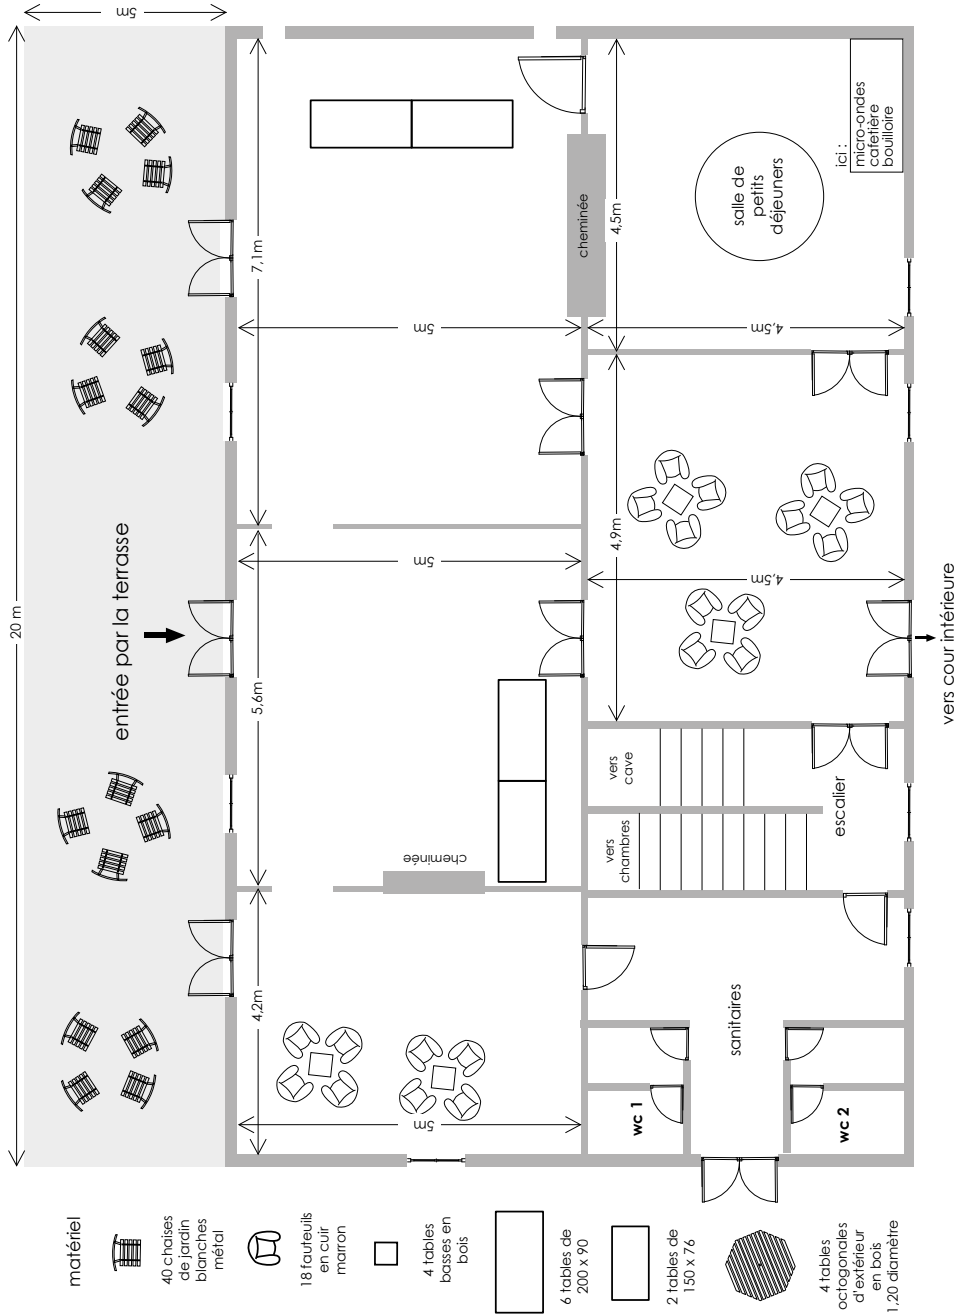 20 m
5m
entrée par la terrasse
4,2m
5,6m
7,1m
5m
5m
5m
cheminée
cheminée
4,5m
4,9m
4,5m
4,5m
salle de
petits
déjeuners
ici :
micro-ondes
cafetière
bouilloire
vers
cave
vers
chambres
escalier
sanitaires
wc 1
wc 2
vers cour intérieure
matériel
40 chaises
de jardin
blanches
métal
18 fauteuils
en cuir
marron
4 tables
basses en
bois
6 tables de
200 x 90
2 tables de
150 x 76
4 tables
octogonales
d'extérieur
en bois
1,20 diamètre